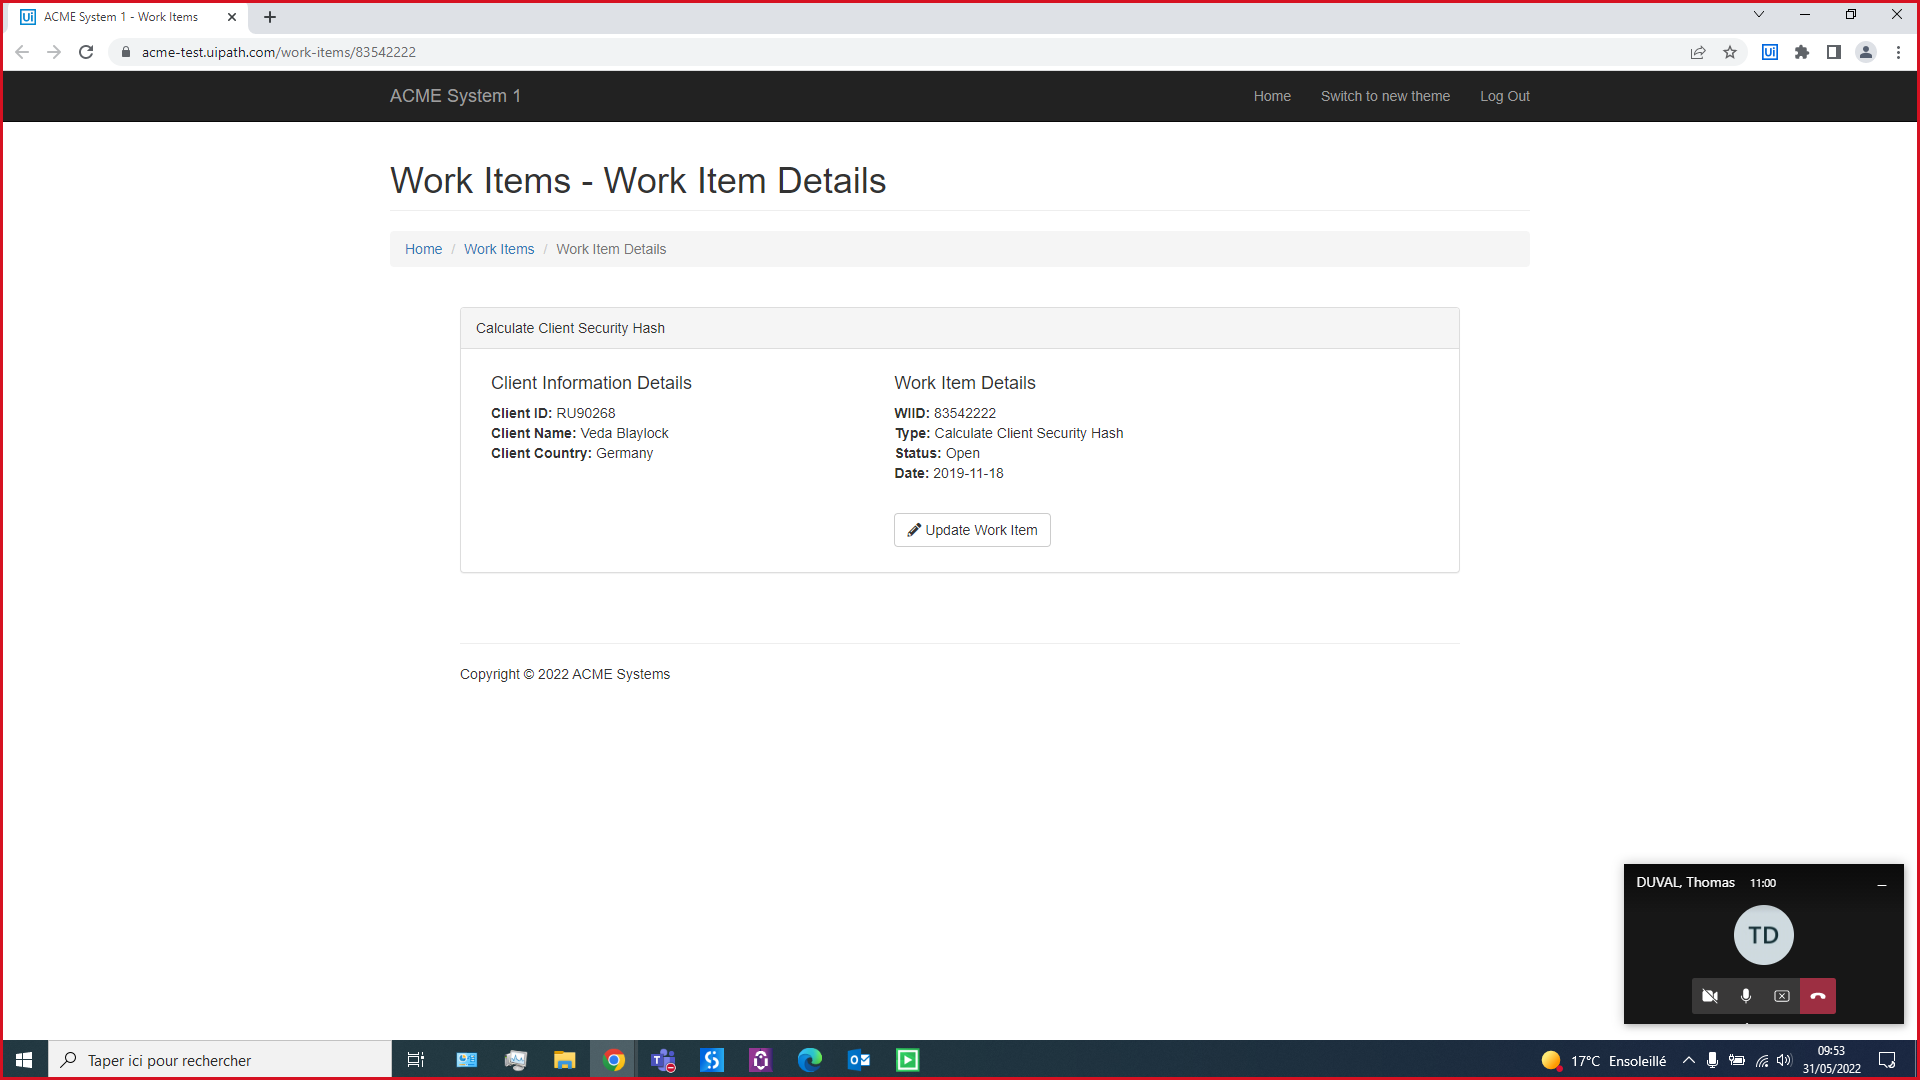 Ui ACME System 1 - Work Items
acme-test.uipath.com/work-items/83542222
Ui
ACME System 1
Home
Switch to new theme
Log Out
Work Items - Work Item Details
Home / Work Items / Work Item Details
Calculate Client Security Hash
Client Information Details
Client ID: RU90268
Client Name: Veda Blaylock
Client Country: Germany
Work Item Details
WIID: 83542222
Type: Calculate Client Security Hash
Status: Open
Date: 2019-11-18
Update Work Item
Copyright © 2022 ACME Systems
DUVAL, Thomas 11:00
TD
Taper ici pour rechercher
17°C Ensoleillé
09:53
31/05/2022